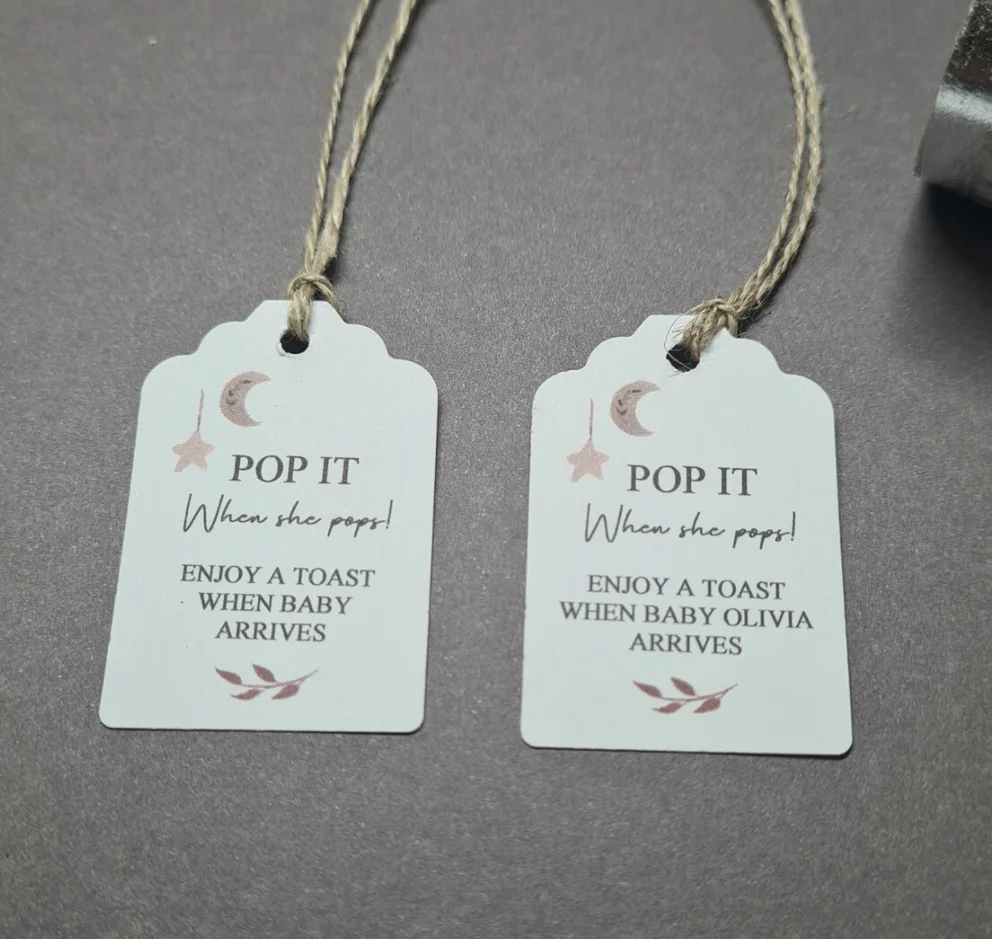 POP IT
When she pops!
ENJOY A TOAST
WHEN BABY
ARRIVES
POP IT
When she pops!
ENJOY A TOAST
WHEN BABY OLIVIA
ARRIVES